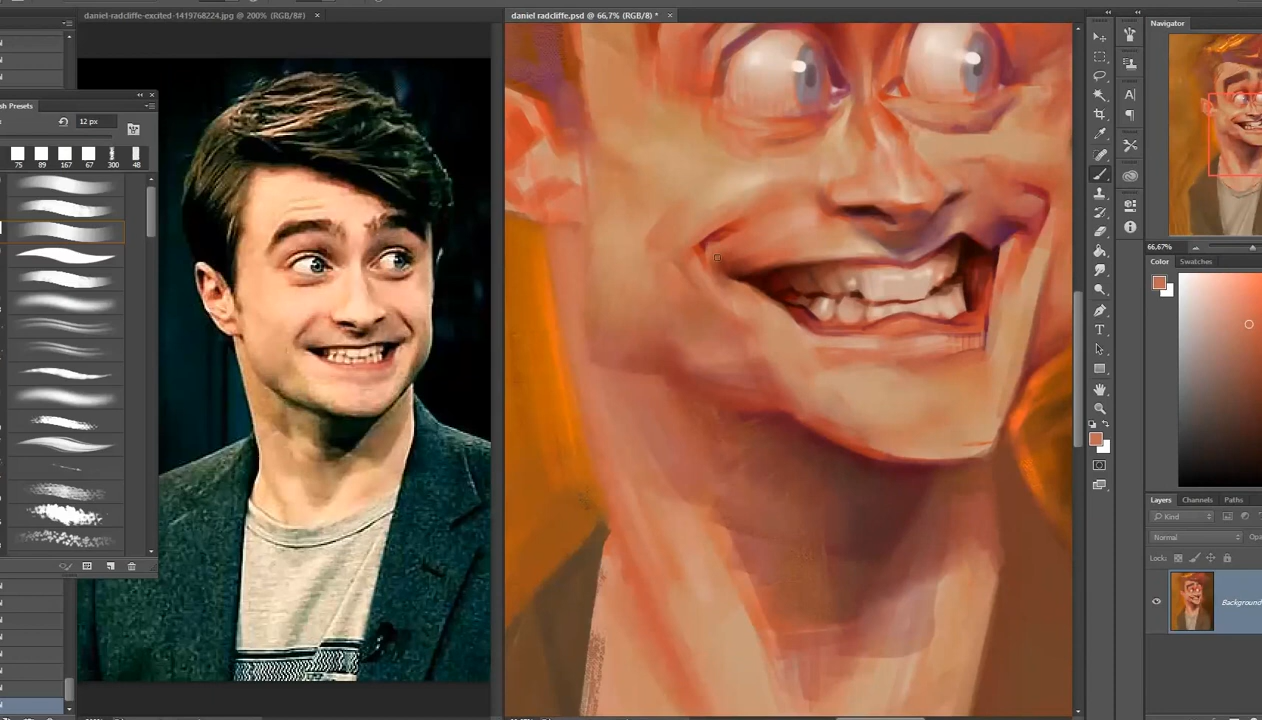 daniel-radcliffe-excited-1419768224.jpg @ 200% (RGB/8#)
daniel radcliffe.psd @ 66,7% (RGB/8) *
Navigator
sh Presets
12 px
75 89 167 67 300 48
66.67%
Color Swatches
Layers Channels Paths
Kind
Normal
Lock:
Background